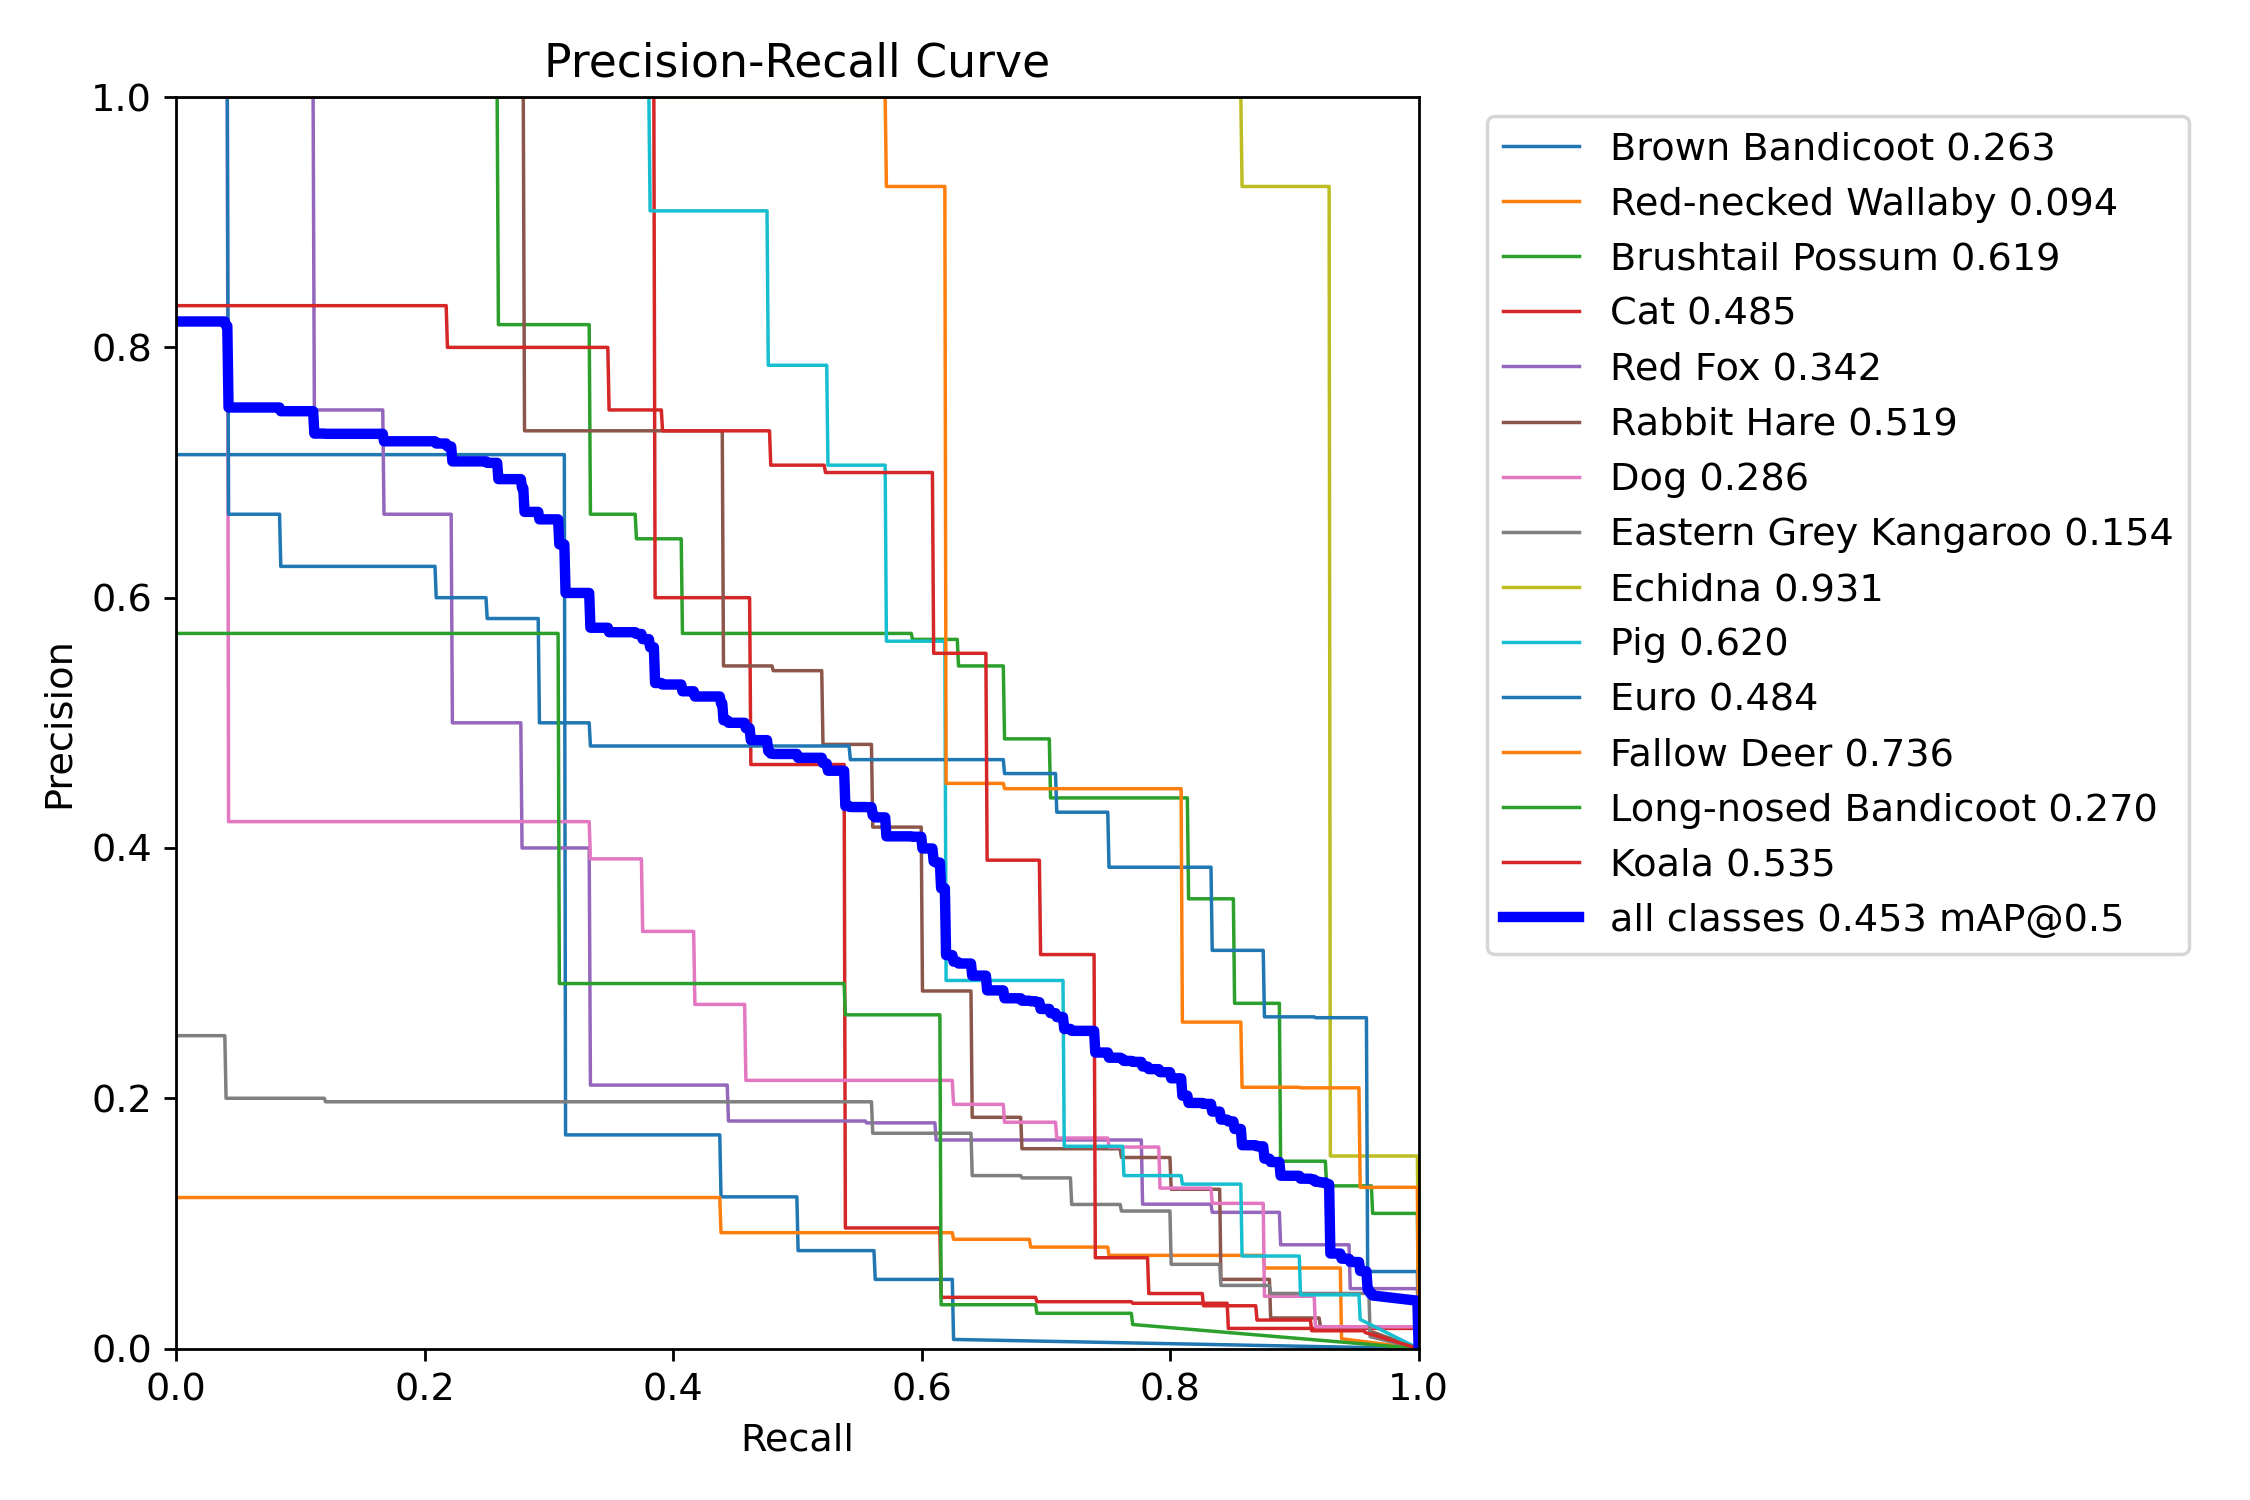 Precision-Recall Curve
1.0
0.8
0.6
0.4
0.2
0.0
Precision
0.0 0.2 0.4 0.6 0.8 1.0
Recall
Brown Bandicoot 0.263
Red-necked Wallaby 0.094
Brushtail Possum 0.619
Cat 0.485
Red Fox 0.342
Rabbit Hare 0.519
Dog 0.286
Eastern Grey Kangaroo 0.154
Echidna 0.931
Pig 0.620
Euro 0.484
Fallow Deer 0.736
Long-nosed Bandicoot 0.270
Koala 0.535
all classes 0.453 mAP@0.5